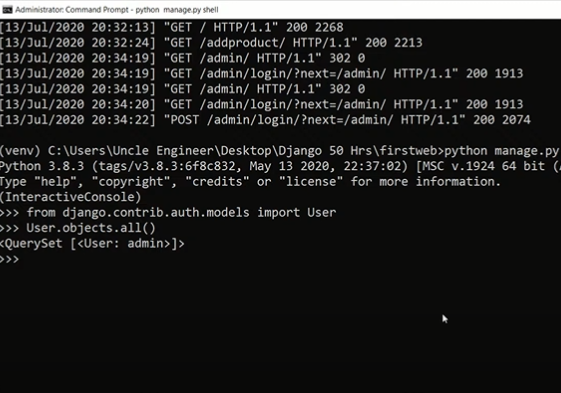 Administrator: Command Prompt - python manage.py shell
[13/Jul/2020 20:32:13] "GET / HTTP/1.1" 200 2268
[13/Jul/2020 20:32:24] "GET /addproduct/ HTTP/1.1" 200 2213
[13/Jul/2020 20:34:19] "GET /admin/ HTTP/1.1" 302 0
[13/Jul/2020 20:34:19] "GET /admin/login/?next=/admin/ HTTP/1.1" 200 1913
[13/Jul/2020 20:34:19] "GET /admin/ HTTP/1.1" 302 0
[13/Jul/2020 20:34:20] "GET /admin/login/?next=/admin/ HTTP/1.1" 200 1913
[13/Jul/2020 20:34:22] "POST /admin/login/?next=/admin/ HTTP/1.1" 200 2074
(venv) C:\Users\Uncle Engineer\Desktop\Django 50 Hrs\firstweb>python manage.py
Python 3.8.3 (tags/v3.8.3:6f8c832, May 13 2020, 22:37:02) [MSC v.1924 64 bit (
Type "help", "copyright", "credits" or "license" for more information.
(InteractiveConsole)
>>> from django.contrib.auth.models import User
>>> User.objects.all()
<QuerySet [<User: admin>]>
>>>